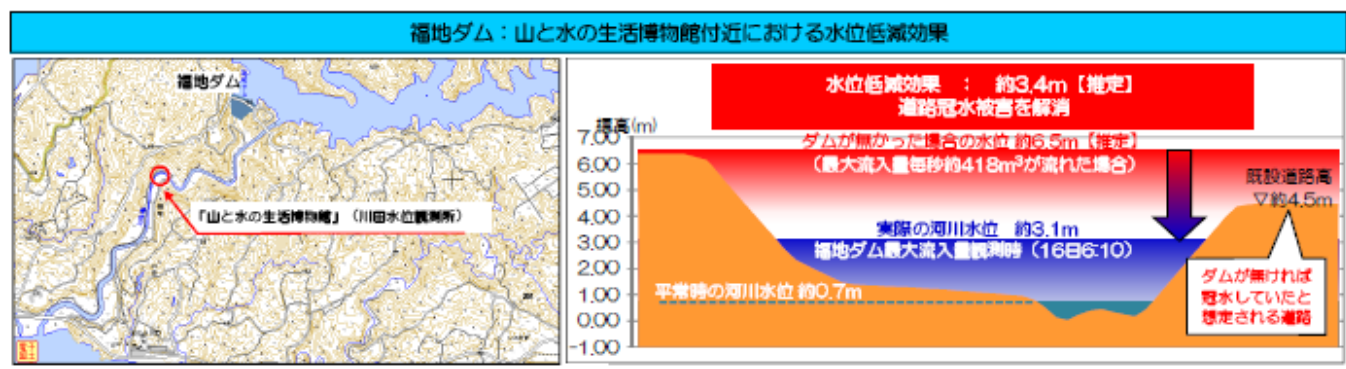 福地ダム：山と水の生活博物館付近における水位低減効果
福地ダム
「山と水の生活博物館」（川田水位観測所）
水位低減効果 ： 約3.4m【推定】
道路冠水被害を解消
標高(m)
7.00
6.00
5.00
4.00
3.00
2.00
1.00
0.00
-1.00
ダムが無かった場合の水位 約6.5m【推定】
（最大流入量毎秒約418m³が流れた場合）
既設道路高
▽約4.5m
実際の河川水位 約3.1m
福地ダム最大流入量観測時（16日6:10）
平常時の河川水位 約0.7m
ダムが無ければ
冠水していたと
想定される道路